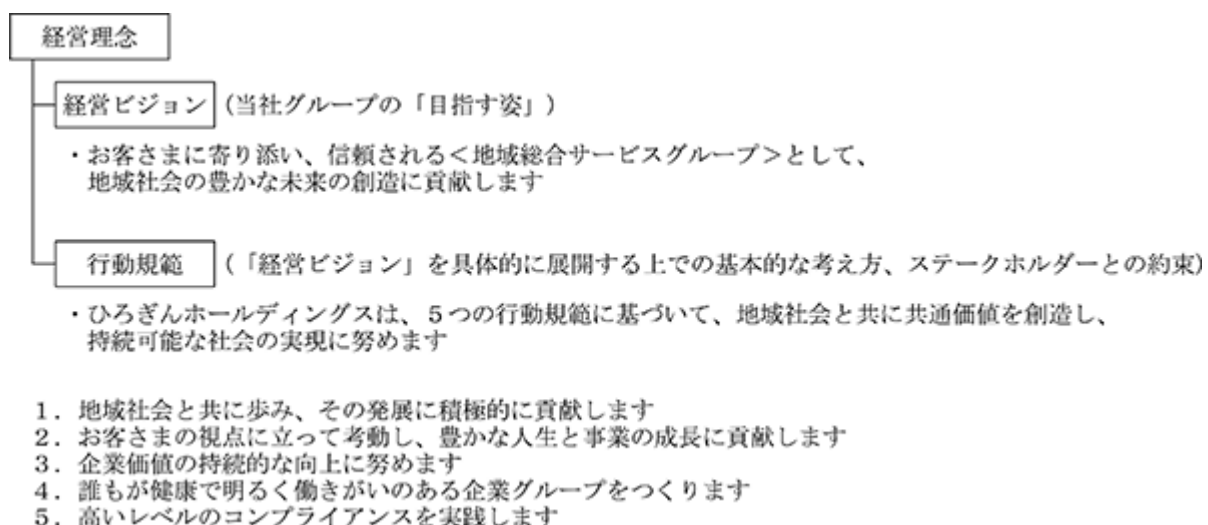 経営理念
経営ビジョン (当社グループの「目指す姿」)
・お客さまに寄り添い、信頼される<地域総合サービスグループ>として、
地域社会の豊かな未来の創造に貢献します
行動規範 (「経営ビジョン」を具体的に展開する上での基本的な考え方、ステークホルダーとの約束)
・ひろぎんホールディングスは、5つの行動規範に基づいて、地域社会と共に共通価値を創造し、
持続可能な社会の実現に努めます
1. 地域社会と共に歩み、その発展に積極的に貢献します
2. お客さまの視点に立って考動し、豊かな人生と事業の成長に貢献します
3. 企業価値の持続的な向上に努めます
4. 誰もが健康で明るく働きがいのある企業グループをつくります
5. 高いレベルのコンプライアンスを実践します